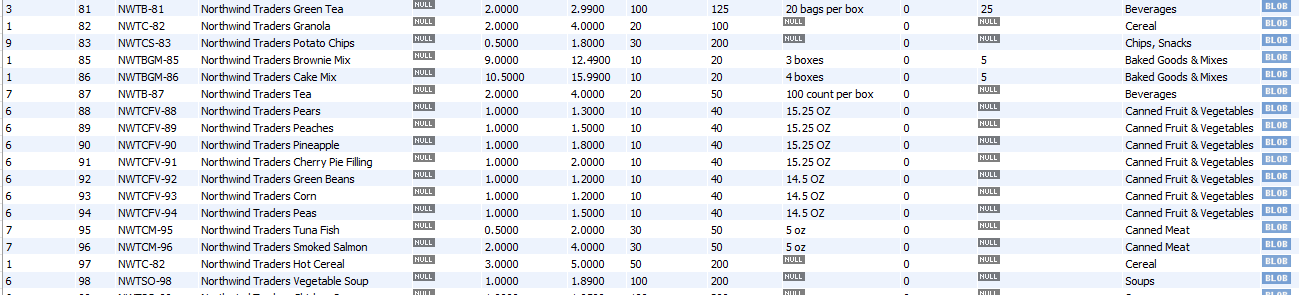 3 81 NWTB-81 Northwind Traders Green Tea NULL 2.0000 2.9900 100 125 20 bags per box 0 25 Beverages BLOB
1 82 NWTC-82 Northwind Traders Granola NULL 2.0000 4.0000 20 100 NULL 0 NULL Cereal BLOB
9 83 NWTCS-83 Northwind Traders Potato Chips NULL 0.5000 1.8000 30 200 NULL 0 NULL Chips, Snacks BLOB
1 85 NWTBGM-85 Northwind Traders Brownie Mix NULL 9.0000 12.4900 10 20 3 boxes 0 5 Baked Goods & Mixes BLOB
1 86 NWTBGM-86 Northwind Traders Cake Mix NULL 10.5000 15.9900 10 20 4 boxes 0 5 Baked Goods & Mixes BLOB
7 87 NWTB-87 Northwind Traders Tea NULL 2.0000 4.0000 20 50 100 count per box 0 NULL Beverages BLOB
6 88 NWTCFV-88 Northwind Traders Pears NULL 1.0000 1.3000 10 40 15.25 OZ 0 NULL Canned Fruit & Vegetables BLOB
6 89 NWTCFV-89 Northwind Traders Peaches NULL 1.0000 1.5000 10 40 15.25 OZ 0 NULL Canned Fruit & Vegetables BLOB
6 90 NWTCFV-90 Northwind Traders Pineapple NULL 1.0000 1.8000 10 40 15.25 OZ 0 NULL Canned Fruit & Vegetables BLOB
6 91 NWTCFV-91 Northwind Traders Cherry Pie Filling NULL 1.0000 2.0000 10 40 15.25 OZ 0 NULL Canned Fruit & Vegetables BLOB
6 92 NWTCFV-92 Northwind Traders Green Beans NULL 1.0000 1.2000 10 40 14.5 OZ 0 NULL Canned Fruit & Vegetables BLOB
6 93 NWTCFV-93 Northwind Traders Corn NULL 1.0000 1.2000 10 40 14.5 OZ 0 NULL Canned Fruit & Vegetables BLOB
6 94 NWTCFV-94 Northwind Traders Peas NULL 1.0000 1.5000 10 40 14.5 OZ 0 NULL Canned Fruit & Vegetables BLOB
7 95 NWTCM-95 Northwind Traders Tuna Fish NULL 0.5000 2.0000 30 50 5 oz 0 NULL Canned Meat BLOB
7 96 NWTCM-96 Northwind Traders Smoked Salmon NULL 2.0000 4.0000 30 50 5 oz 0 NULL Canned Meat BLOB
1 97 NWTC-82 Northwind Traders Hot Cereal NULL 3.0000 5.0000 50 200 NULL 0 NULL Cereal BLOB
6 98 NWTSO-98 Northwind Traders Vegetable Soup NULL 1.0000 1.8900 100 200 NULL 0 NULL Soups BLOB